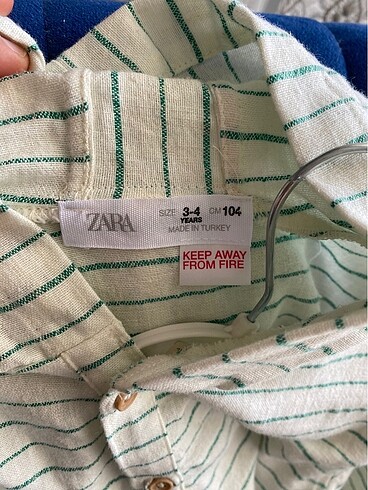 ZARA
SIZE 3-4 CM 104
YEARS
MADE IN TURKEY
KEEP AWAY
FROM FIRE